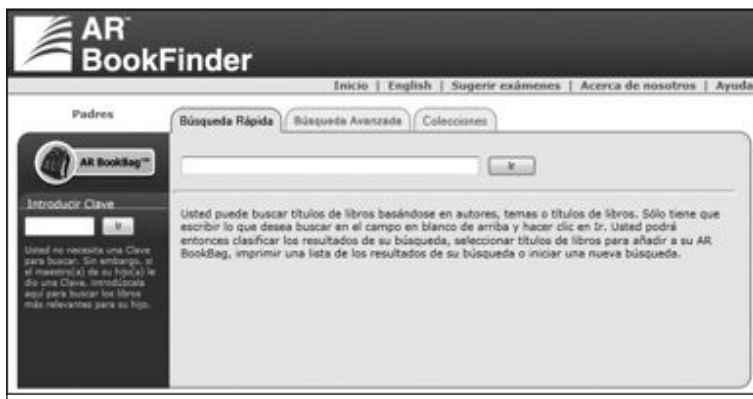 AR™
BookFinder
Inicio | English | Sugerir exámenes | Acerca de nosotros | Ayuda
Padres
Búsqueda Rápida
Búsqueda Avanzada
Colecciones
AR BookBag™
Ir
Introducir Clave
Ir
Usted no necesita una Clave
para buscar. Sin embargo, si
el maestro(a) de su hijo(a) le
dio una Clave, introdúzcala
aquí para buscar los libros
más relevantes para su hijo.
Usted puede buscar títulos de libros basándose en autores, temas o títulos de libros. Sólo tiene que
escribir lo que desea buscar en el campo en blanco de arriba y hacer clic en Ir. Usted podrá
entonces clasificar los resultados de su búsqueda, seleccionar títulos de libros para añadir a su AR
BookBag, imprimir una lista de los resultados de su búsqueda o iniciar una nueva búsqueda.